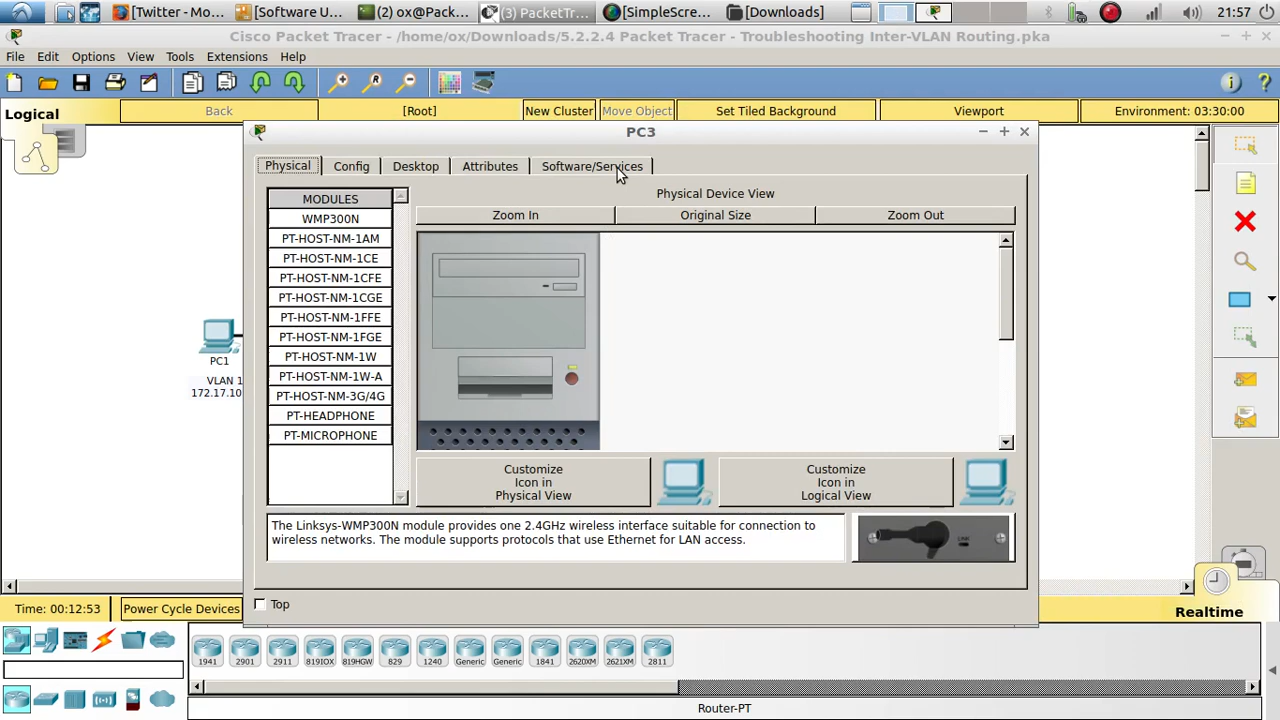 [Twitter - Mo...
[Software U...
(2) ox@Pack...
(3) PacketTr...
[SimpleScre...
[Downloads]
21:57
Cisco Packet Tracer - /home/ox/Downloads/5.2.2.4 Packet Tracer - Troubleshooting Inter-VLAN Routing.pka
File Edit Options View Tools Extensions Help
Logical
Back
[Root]
New Cluster
Move Object
Set Tiled Background
Viewport
Environment: 03:30:00
PC3
Physical
Config
Desktop
Attributes
Software/Services
MODULES
WMP300N
PT-HOST-NM-1AM
PT-HOST-NM-1CE
PT-HOST-NM-1CFE
PT-HOST-NM-1CGE
PT-HOST-NM-1FFE
PT-HOST-NM-1FGE
PT-HOST-NM-1W
PT-HOST-NM-1W-A
PT-HOST-NM-3G/4G
PT-HEADPHONE
PT-MICROPHONE
Physical Device View
Zoom In
Original Size
Zoom Out
PC1
VLAN 1
172.17.10
Customize
Icon in
Physical View
Customize
Icon in
Logical View
The Linksys-WMP300N module provides one 2.4GHz wireless interface suitable for connection to
wireless networks. The module supports protocols that use Ethernet for LAN access.
LINK
Top
Time: 00:12:53
Power Cycle Devices
Realtime
1941
2901
2911
819IOX
819HGW
829
1240
Generic
Generic
1841
2620XM
2621XM
2811
Router-PT